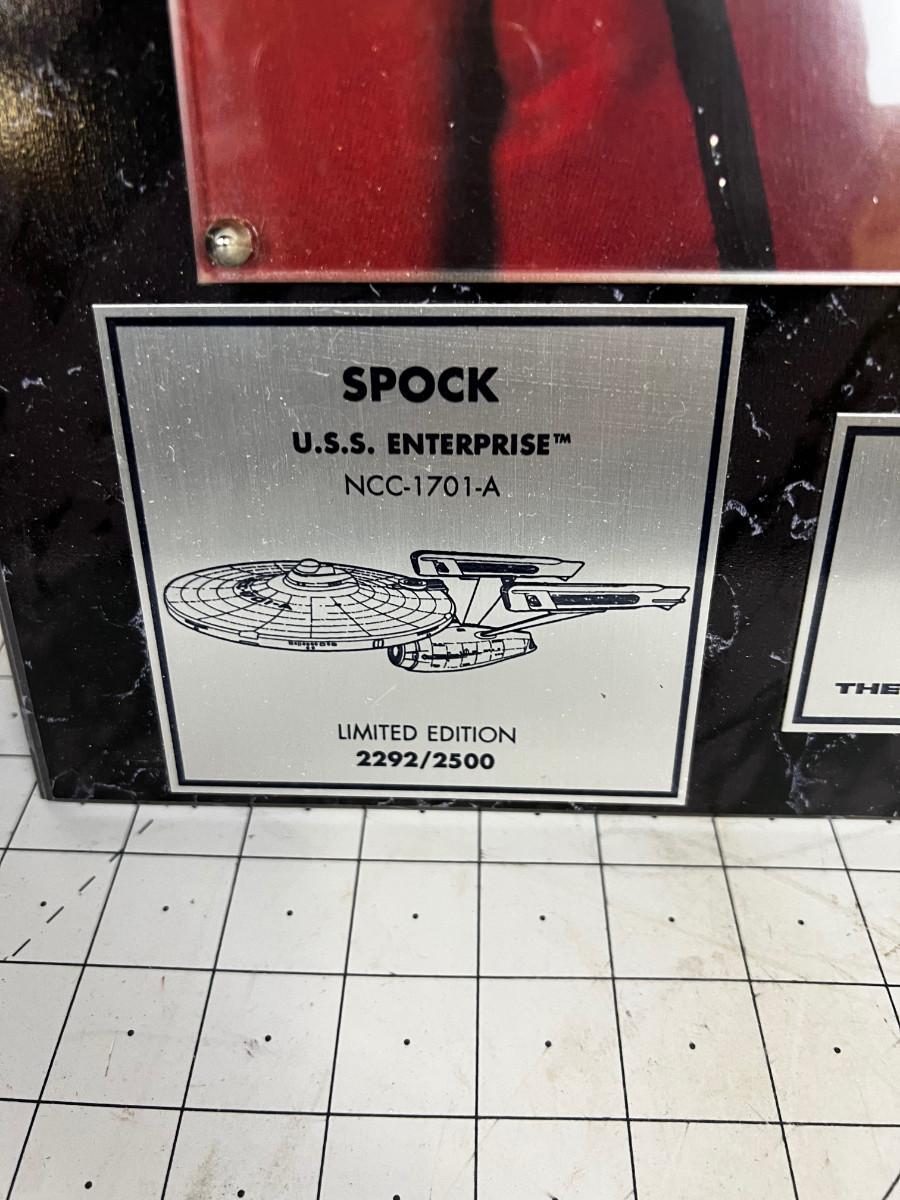 SPOCK
U.S.S. ENTERPRISE™
NCC-1701-A
LIMITED EDITION
2292/2500
THE